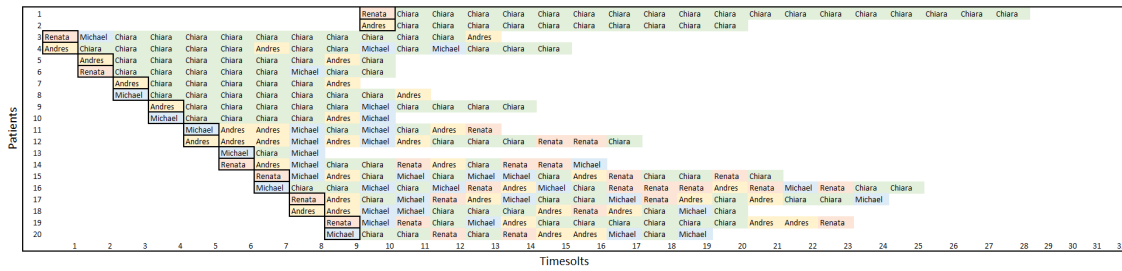 Patients
1 Renata Chiara Chiara Chiara Chiara Chiara Chiara Chiara Chiara Chiara Chiara Chiara Chiara Chiara Chiara Chiara Chiara Chiara Chiara
2 Andres Chiara Chiara Chiara Chiara Chiara Chiara Chiara Chiara Chiara Chiara
3 Renata Michael Chiara Chiara Chiara Chiara Chiara Chiara Chiara Chiara Chiara Chiara Andres
4 Andres Chiara Chiara Chiara Chiara Chiara Andres Chiara Chiara Michael Chiara Michael Chiara Chiara Chiara
5 Andres Chiara Chiara Chiara Chiara Chiara Chiara Andres Chiara
6 Renata Chiara Chiara Chiara Chiara Chiara Michael Chiara Chiara
7 Andres Chiara Chiara Chiara Chiara Chiara Andres
8 Michael Chiara Chiara Chiara Chiara Chiara Chiara Chiara Andres
9 Andres Chiara Chiara Chiara Chiara Chiara Michael Chiara Chiara Chiara Chiara
10 Michael Chiara Chiara Chiara Chiara Andres Michael
11 Michael Andres Andres Michael Chiara Michael Chiara Andres Renata
12 Andres Andres Andres Michael Andres Michael Andres Chiara Chiara Chiara Renata Renata Chiara
13 Michael Chiara Michael
14 Renata Andres Michael Chiara Chiara Renata Andres Chiara Renata Renata Michael
15 Renata Michael Andres Chiara Michael Chiara Michael Michael Chiara Andres Renata Chiara Chiara Renata Chiara
16 Michael Chiara Chiara Michael Chiara Michael Renata Andres Michael Chiara Renata Renata Renata Andres Renata Michael Renata Chiara Chiara
17 Renata Andres Chiara Michael Renata Andres Michael Chiara Chiara Michael Renata Andres Chiara Andres Chiara Chiara Michael
18 Andres Andres Michael Michael Chiara Chiara Chiara Andres Renata Andres Chiara Michael Chiara
19 Renata Michael Renata Chiara Michael Andres Chiara Chiara Chiara Chiara Chiara Chiara Andres Andres Renata
20 Michael Chiara Chiara Renata Chiara Renata Andres Andres Michael Chiara Michael
1 2 3 4 5 6 7 8 9 10 11 12 13 14 15 16 17 18 19 20 21 22 23 24 25 26 27 28 29 30 31
Timesolts